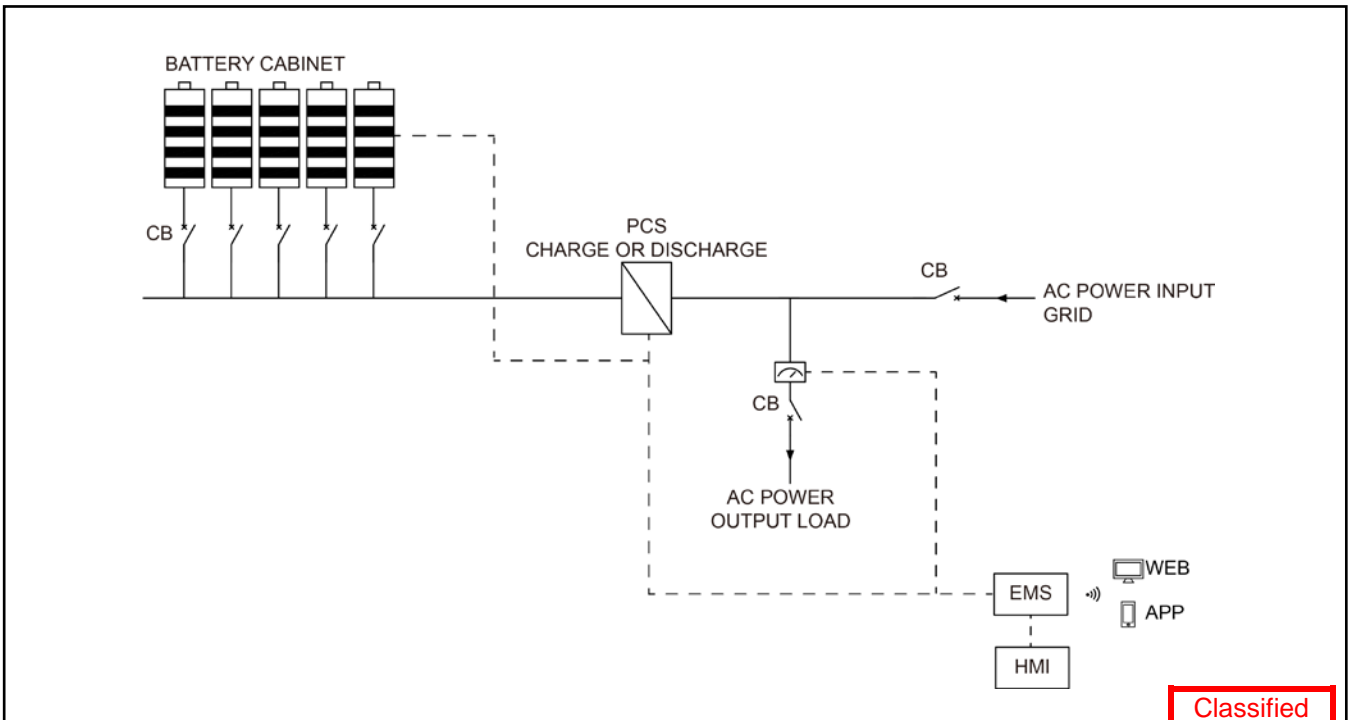 BATTERY CABINET
CB
PCS
CHARGE OR DISCHARGE
CB
AC POWER INPUT
GRID
CB
AC POWER
OUTPUT LOAD
EMS
WEB
APP
HMI
Classified